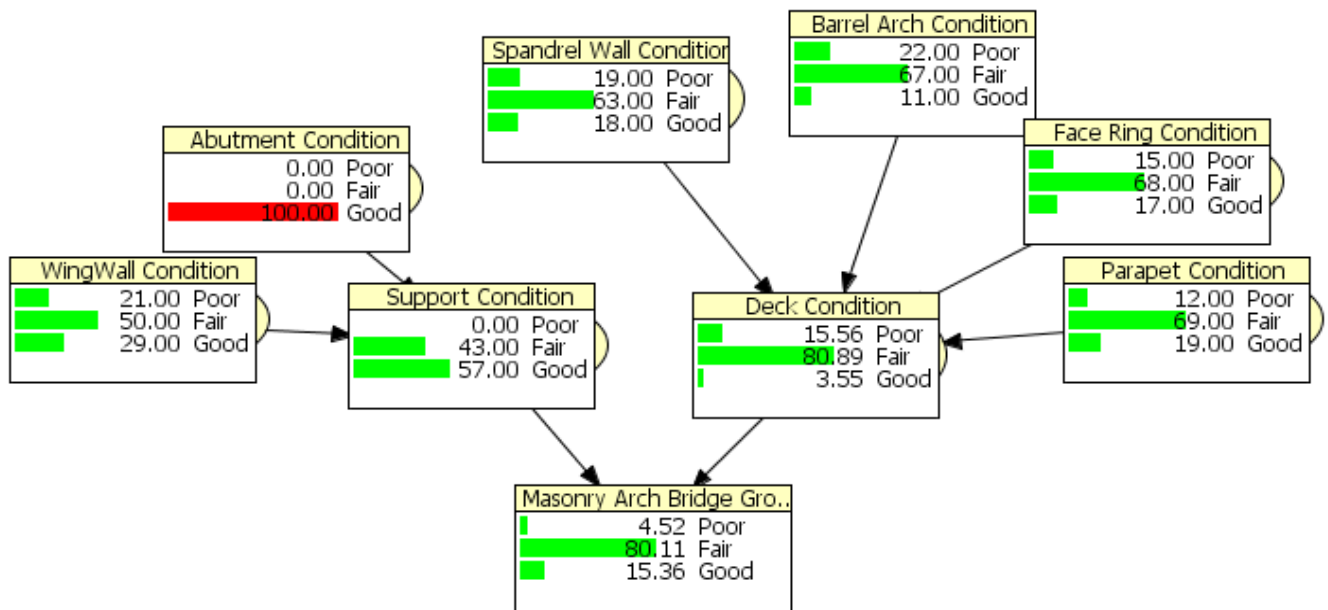 Barrel Arch Condition
22.00 Poor
67.00 Fair
11.00 Good
Spandrel Wall Condition
19.00 Poor
63.00 Fair
18.00 Good
Face Ring Condition
15.00 Poor
68.00 Fair
17.00 Good
Abutment Condition
0.00 Poor
0.00 Fair
100.00 Good
WingWall Condition
21.00 Poor
50.00 Fair
29.00 Good
Support Condition
0.00 Poor
43.00 Fair
57.00 Good
Deck Condition
15.56 Poor
80.89 Fair
3.55 Good
Parapet Condition
12.00 Poor
69.00 Fair
19.00 Good
Masonry Arch Bridge Gro..
4.52 Poor
80.11 Fair
15.36 Good